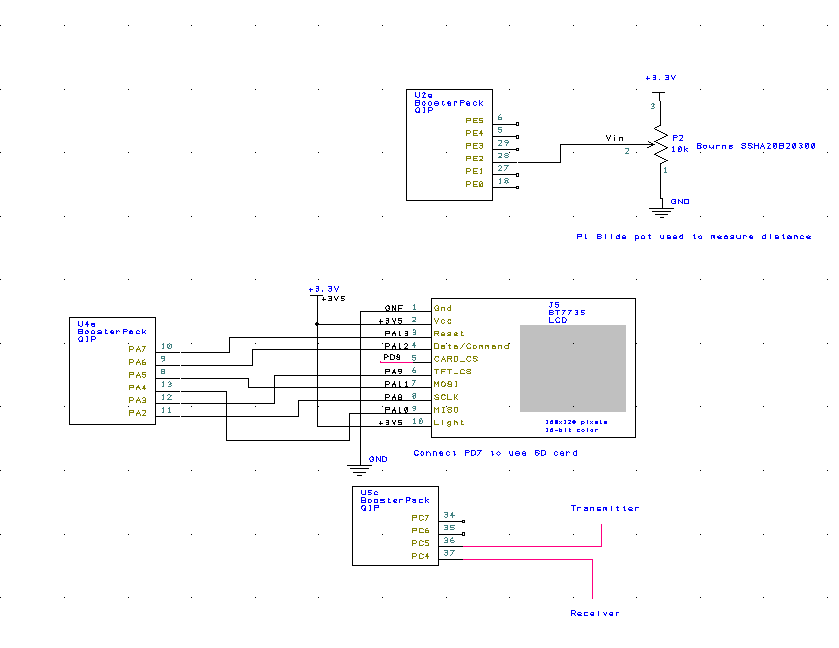 +3.3V
U2a
BoosterPack
QIP
PE5 6
PE4 5
PE3 29
PE2 28
PE1 27
PE0 18
3
Vin
2
P2
10k Bourns SSHA20B20300
1
GND
P1 Slide pot used to measure distance
+3.3V
+3V5
U4a
BoosterPack
QIP
PA7 10
PA6 9
PA5 8
PA4 13
PA3 12
PA2 11
J5
ST7735
LCD
GNF 1 Gnd
+3V5 2 Vcc
PA13 3 Reset
PA12 4 Data/Command
PD8 5 CARD_CS
PA9 6 TFT_CS
PA11 7 MOSI
PA8 8 SCLK
PA10 9 MISO
+3V5 10 Light
160x128 pixels
16-bit color
GND
Connect PD7 to use SD card
U5c
BoosterPack
QIP
PC7 34
PC6 35
PC5 36
PC4 37
Transmitter
Receiver